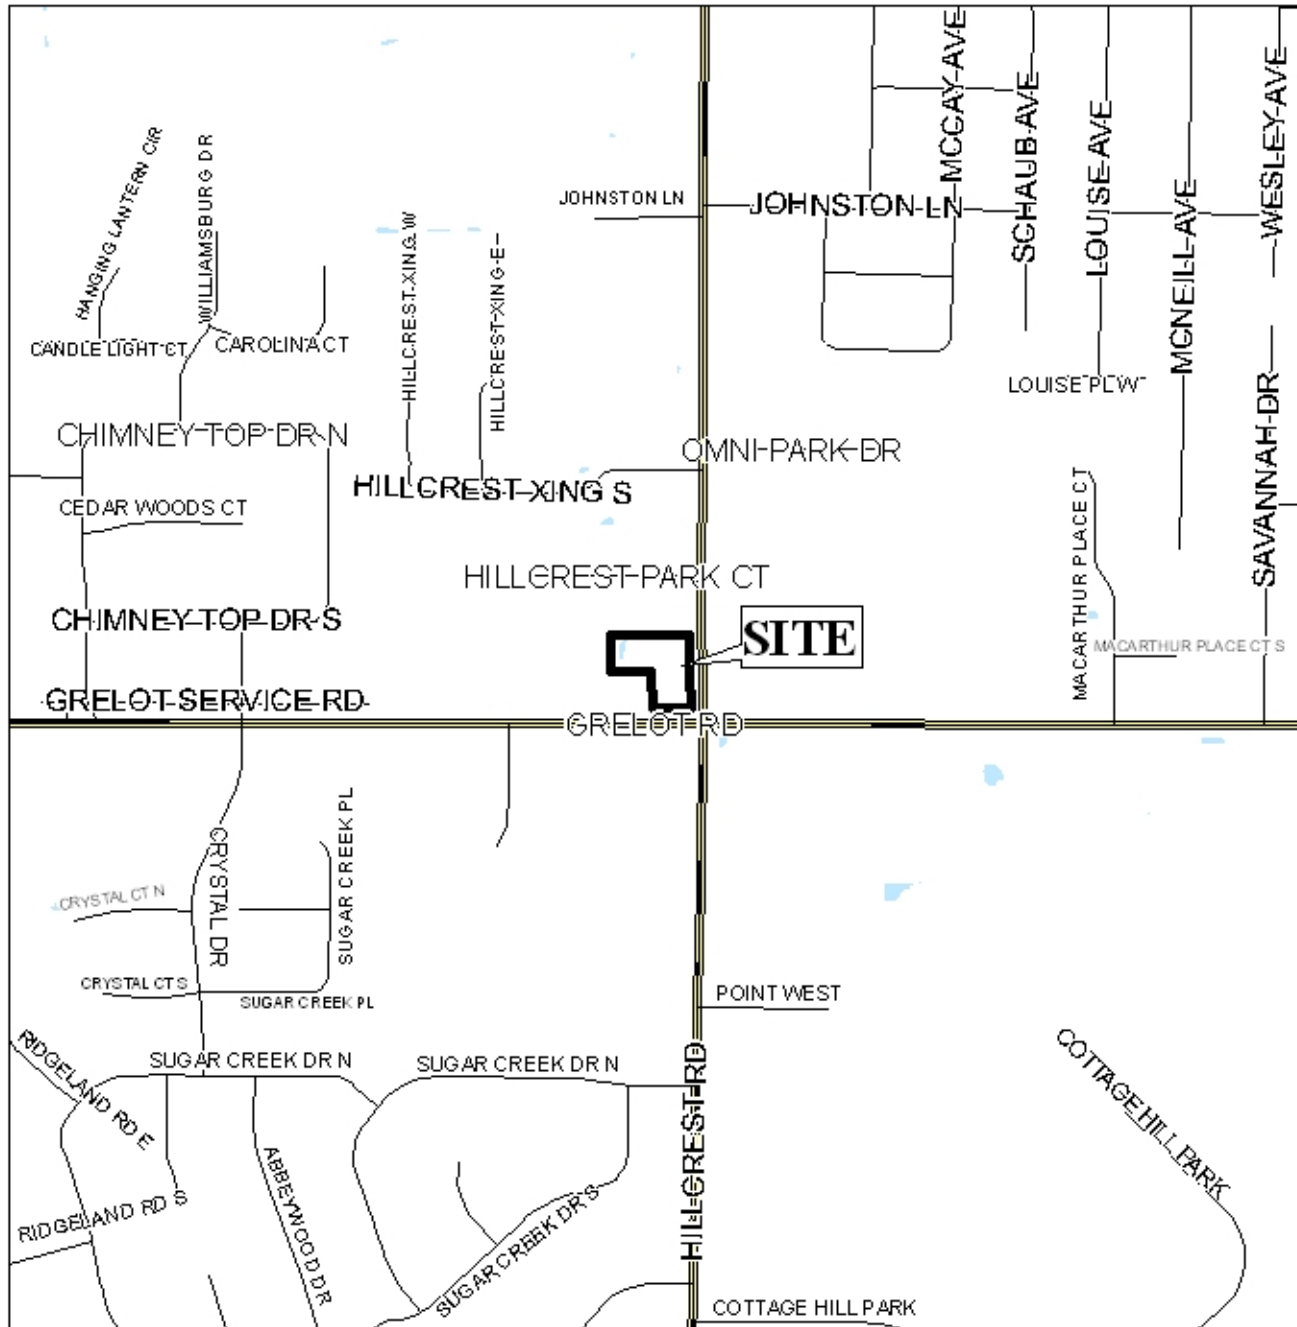 MCGAY AVE
SCHAUB AVE
LOUISE AVE
MCNEILL AVE
WESLEY AVE
HANGING LANTERN CIR
WILLIAMSBURG DR
JOHNSTON LN
JOHNSTON LN
HILLCREST XING W
HILLCREST XING E
CANDLE LIGHT CT
CAROLINA CT
LOUISE PL W
SAVANNAH DR
CHIMNEY TOP DR N
OMNI PARK DR
HILLCREST XING S
CEDAR WOODS CT
MACARTHUR PLACE CT
HILLCREST PARK CT
CHIMNEY TOP DR S
SITE
MACARTHUR PLACE CT S
GRELOT SERVICE RD
GRELOT RD
CRYSTAL DR
SUGAR CREEK PL
CRYSTAL CT N
CRYSTAL CT S
SUGAR CREEK PL
POINT WEST
RIDGELAND RD E
SUGAR CREEK DR N
SUGAR CREEK DR N
HILLCREST RD
COTTAGE HILL PARK
ABBEYWOOD DR
RIDGELAND RD S
SUGAR CREEK DR S
COTTAGE HILL PARK